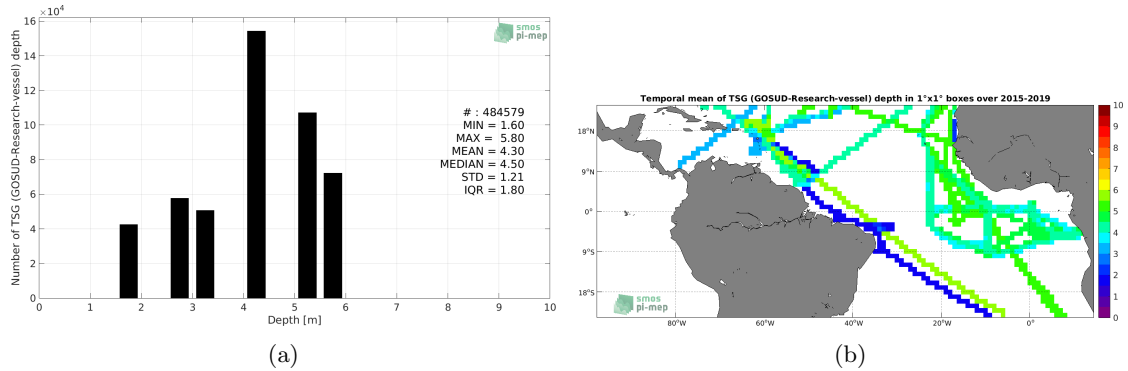 ×10⁴
16
14
12
10
8
6
4
2
0
Number of TSG (GOSUD-Research-vessel) depth
smos
pi-mep
# : 484579
MIN = 1.60
MAX = 5.80
MEAN = 4.30
MEDIAN = 4.50
STD = 1.21
IQR = 1.80
0 1 2 3 4 5 6 7 8 9 10
Depth [m]
(a)
Temporal mean of TSG (GOSUD-Research-vessel) depth in 1°x1° boxes over 2015-2019
18°N
9°N
0°
9°S
18°S
smos
pi-mep
80°W 60°W 40°W 20°W 0°
10
9
8
7
6
5
4
3
2
1
0
(b)